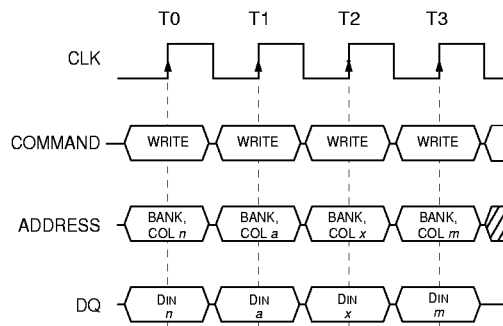 T0 T1 T2 T3
CLK
COMMAND WRITE WRITE WRITE WRITE
ADDRESS BANK, COL n BANK, COL a BANK, COL x BANK, COL m
DQ DIN n DIN a DIN x DIN m